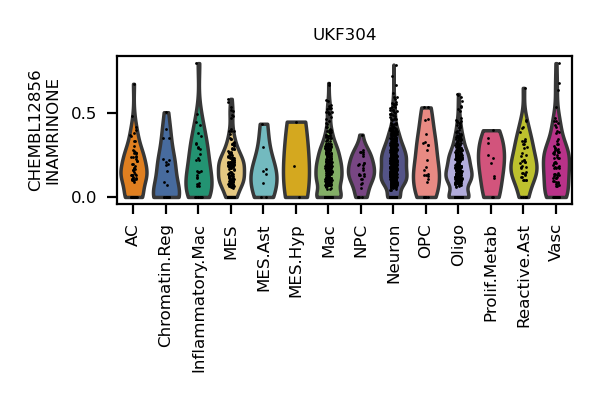 UKF304
CHEMBL12856
INAMRINONE
0.5
0.0
AC
Chromatin.Reg
Inflammatory.Mac
MES
MES.Ast
MES.Hyp
Mac
NPC
Neuron
OPC
Oligo
Prolif.Metab
Reactive.Ast
Vasc